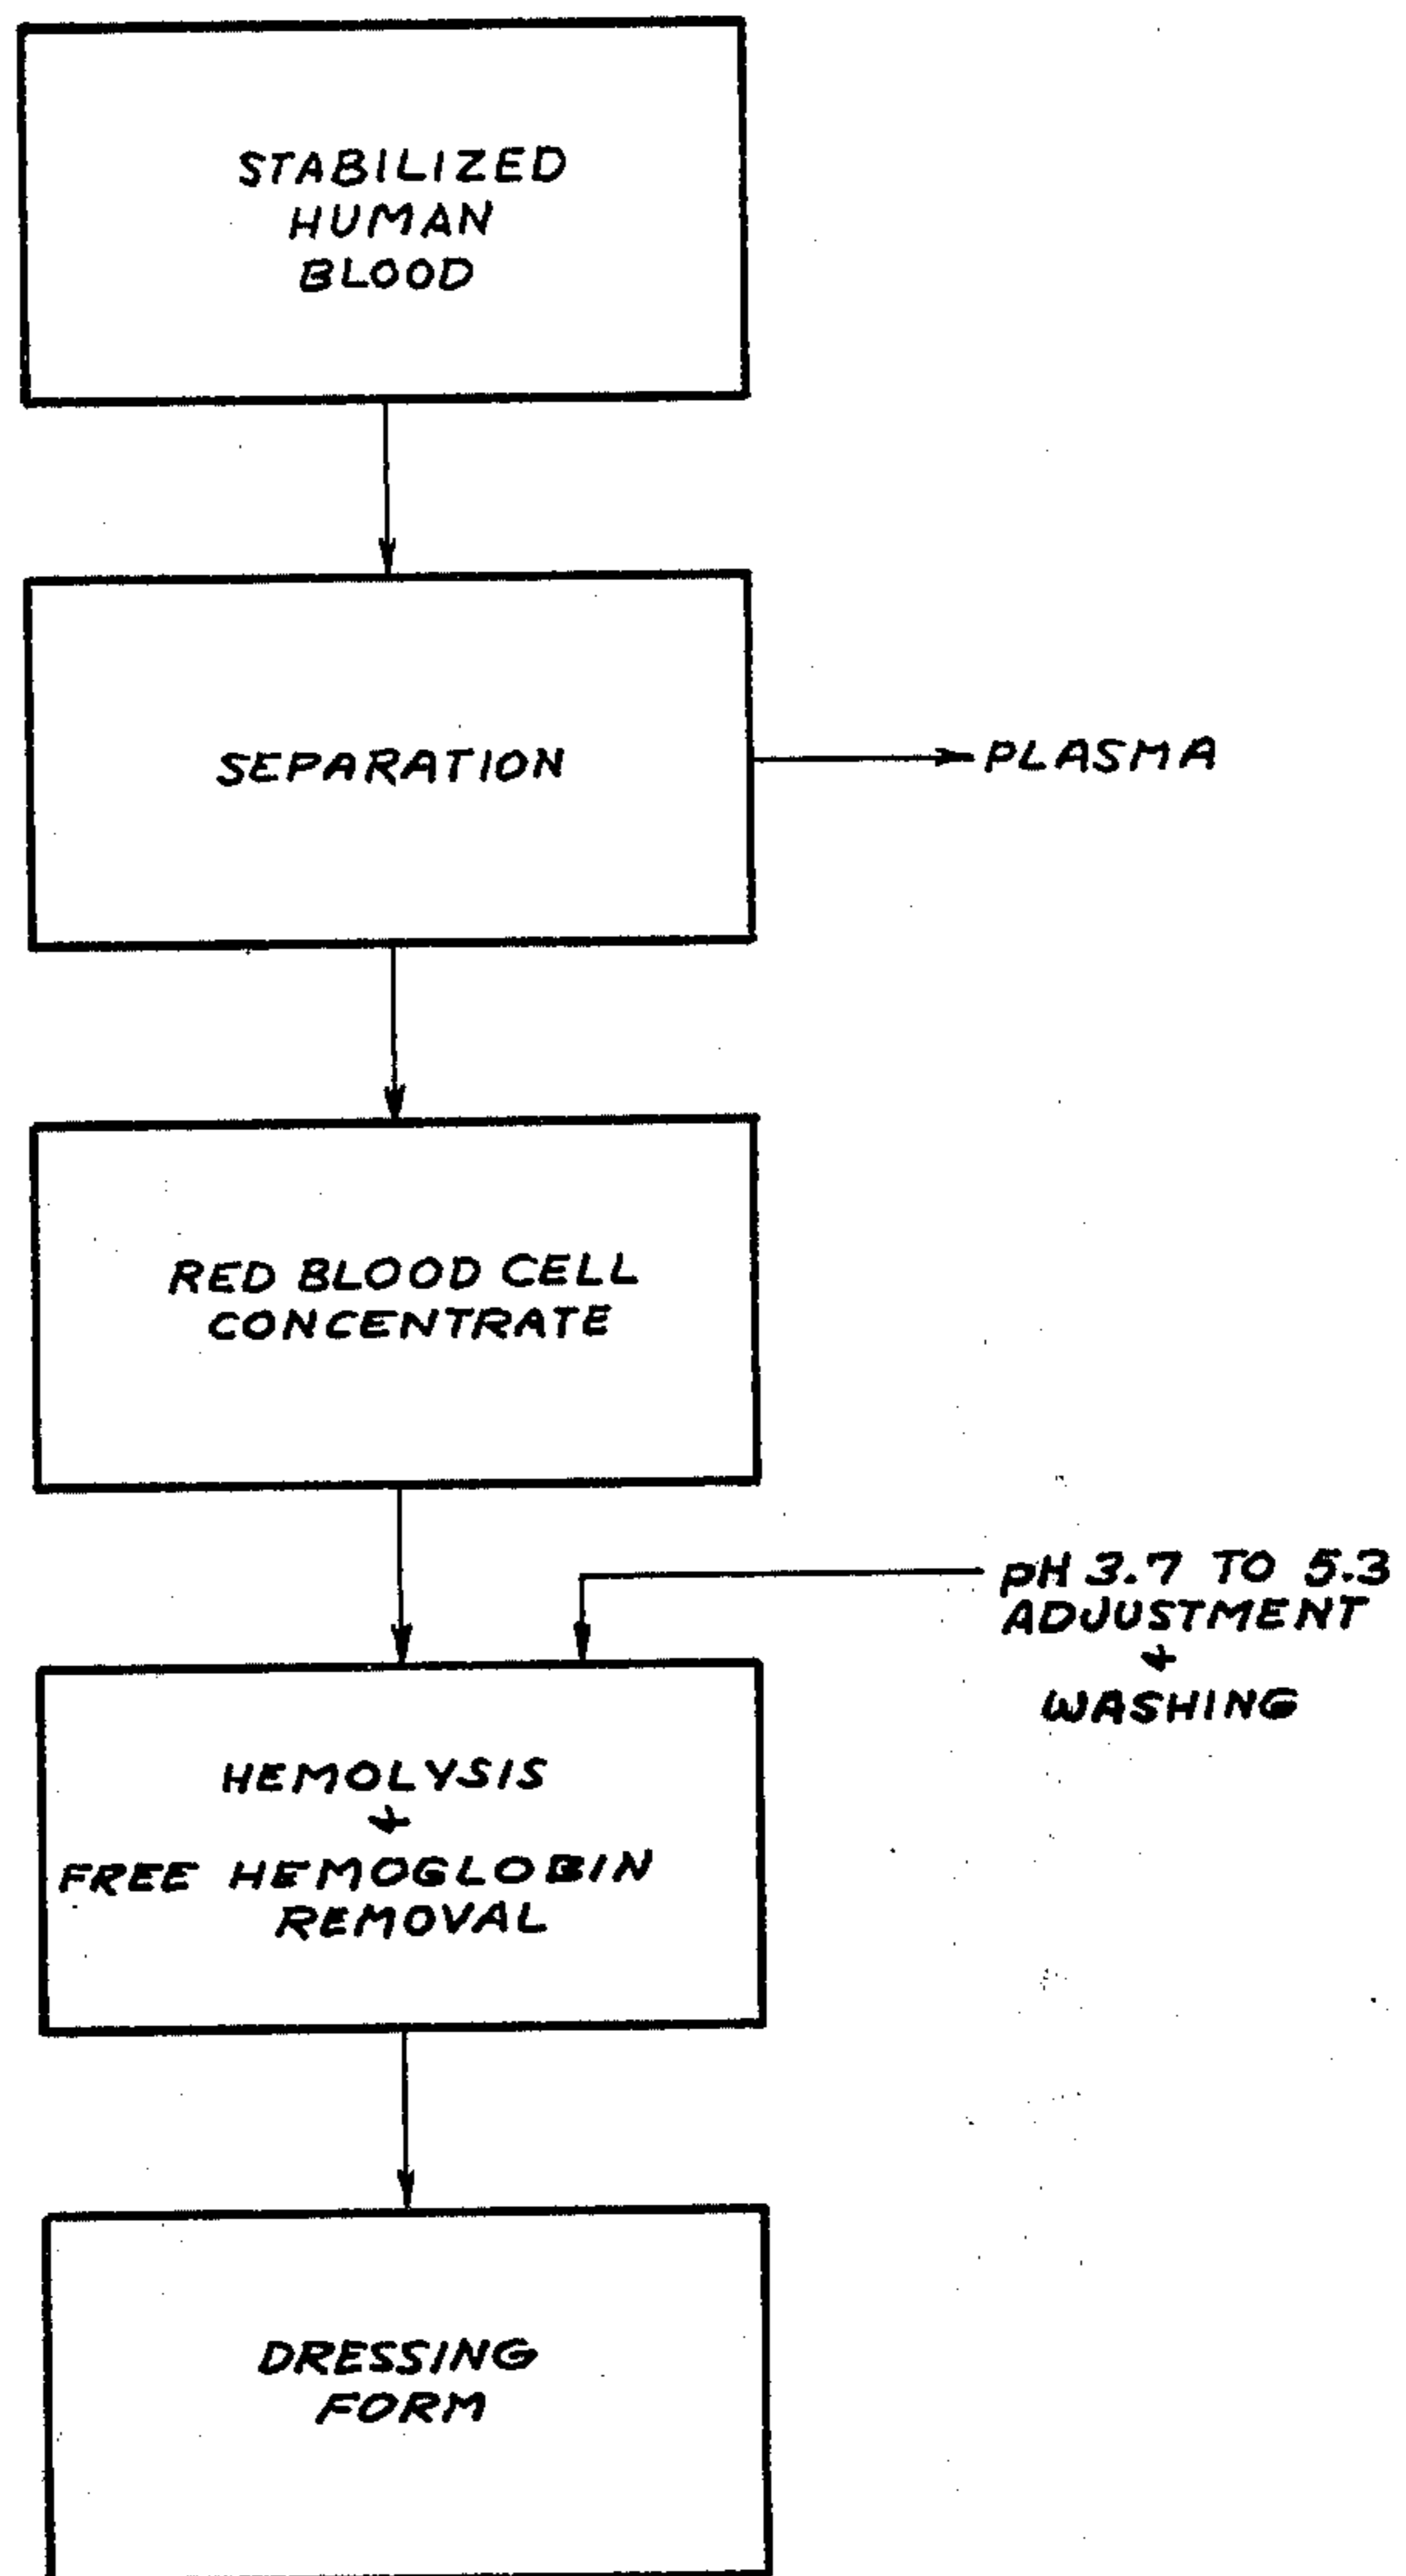 STABILIZED
HUMAN
BLOOD
SEPARATION
PLASMA
RED BLOOD CELL
CONCENTRATE
pH 3.7 TO 5.3
ADJUSTMENT
+
WASHING
HEMOLYSIS
+
FREE HEMOGLOBIN
REMOVAL
DRESSING
FORM